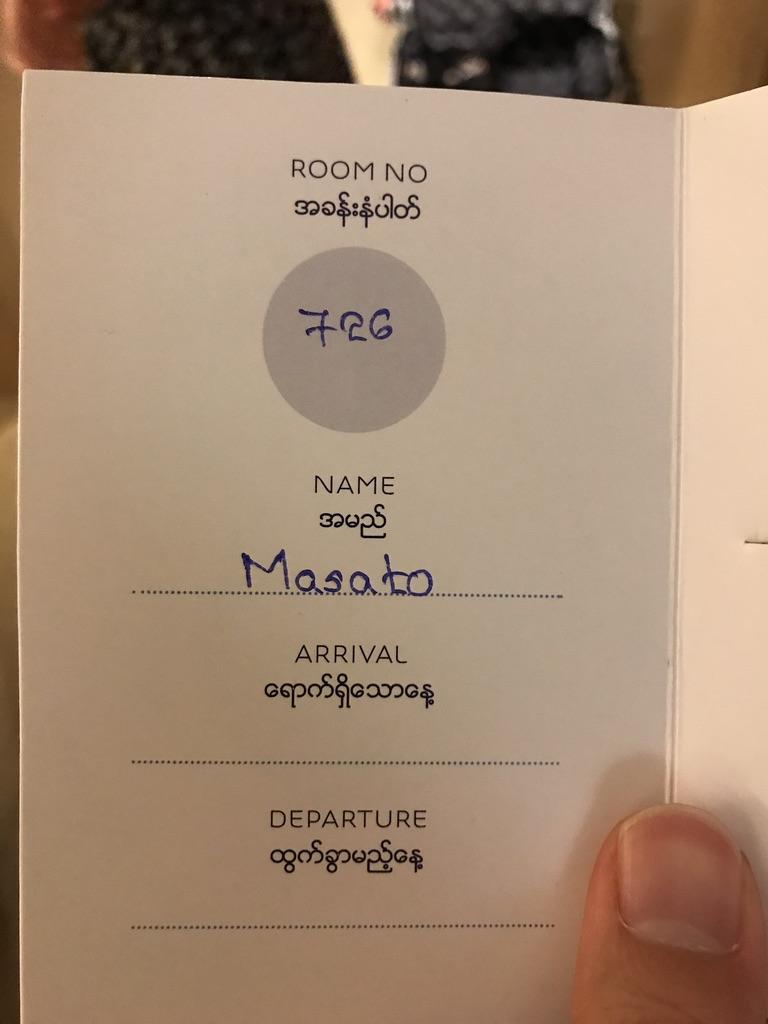 ROOM NO
အခန်းနံပါတ်
726
NAME
အမည်
Masato
ARRIVAL
ရောက်ရှိသောနေ့
DEPARTURE
ထွက်ခွာမည့်နေ့